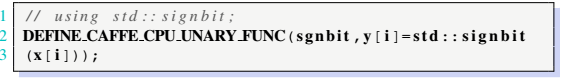 1 // using std::signbit;
2 DEFINE_CAFFE_CPU_UNARY_FUNC(sgnbit,y[i]=std::signbit
3 (x[i]));